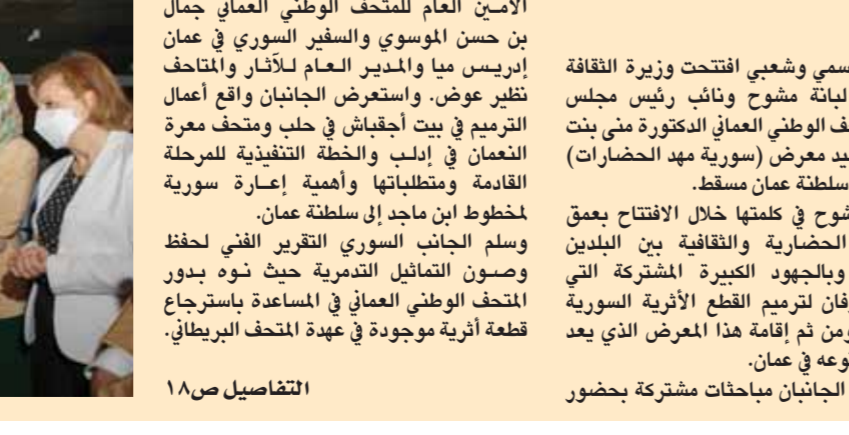 سمي وشعبي افتتحت وزيرة الثقافة
لبانة مشوح ونائب رئيس مجلس
ف الوطني العماني الدكتورة منى بنت
يد معرض (سورية مهد الحضارات)
سلطنة عمان مسقط.
شوح في كلمتها خلال الافتتاح بعمق
الحضارية والثقافية بين البلدين
وبالجهود الكبيرة المشتركة التي
فان لترميم القطع الأثرية السورية
ومن ثم إقامة هذا المعرض الذي يعد
وعه في عمان.
الجانبان مباحثات مشتركة بحضور
الأمين العام للمتحف الوطني العماني جمال
بن حسن الموسوي والسفير السوري في عمان
إدريس ميا والمدير العام للآثار والمتاحف
نظير عوض. واستعرض الجانبان واقع أعمال
الترميم في بيت أجقباش في حلب ومتحف معرة
النعمان في إدلب والخطة التنفيذية للمرحلة
القادمة ومتطلباتها وأهمية إعارة سورية
لمخطوط ابن ماجد إلى سلطنة عمان.
وسلم الجانب السوري التقرير الفني لحفظ
وصون التماثيل التدمرية حيث نوه بدور
المتحف الوطني العماني في المساعدة باسترجاع
قطعة أثرية موجودة في عهدة المتحف البريطاني.
التفاصيل ص١٨